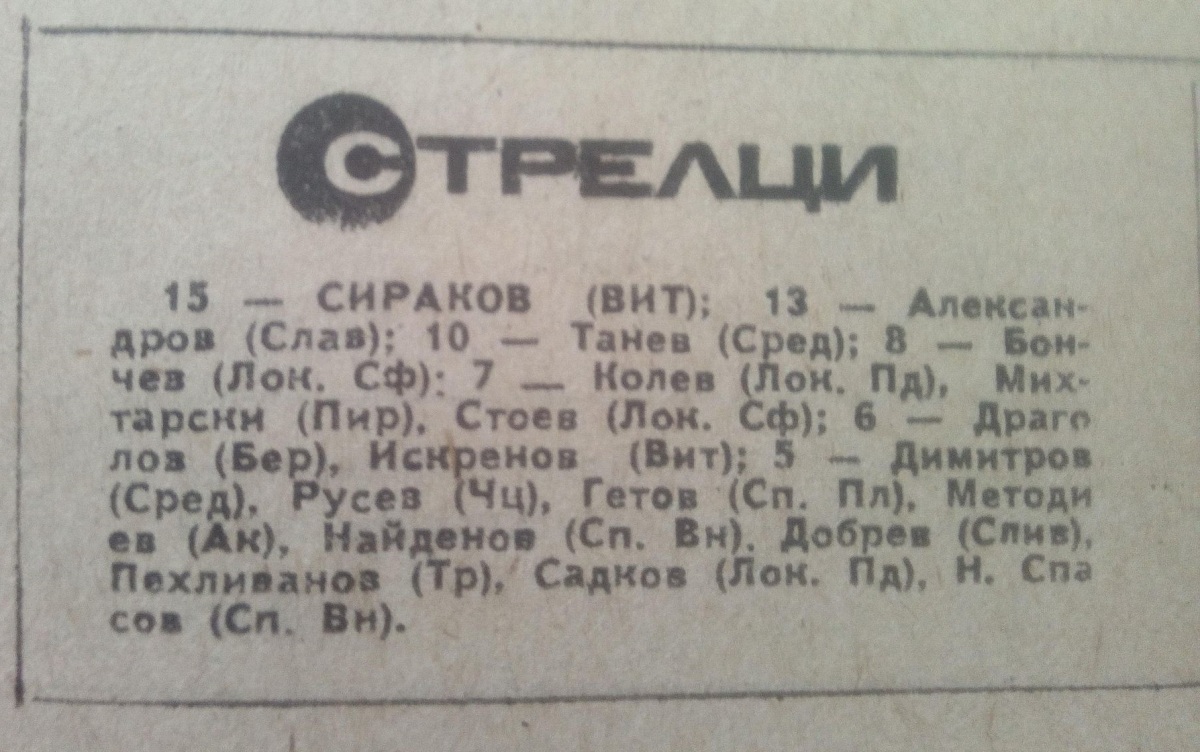 СТРЕЛЦИ
15 — СИРАКОВ (ВИТ); 13 — Алексан-
дров (Слав); 10 — Танев (Сред); 8 — Бон-
чев (Лок. Сф); 7 — Колев (Лок. Пд), Мих-
тарски (Пир), Стоев (Лок. Сф); 6 — Драго
лов (Бер), Искренов (Вит); 5 — Димитров
(Сред), Русев (Чц), Гетов (Сп. Пл), Методи
ев (Ак), Найденов (Сп. Вн), Добрев (Слив),
Пехливанов (Тр), Садков (Лок. Пд), Н. Спа
сов (Сп. Вн).